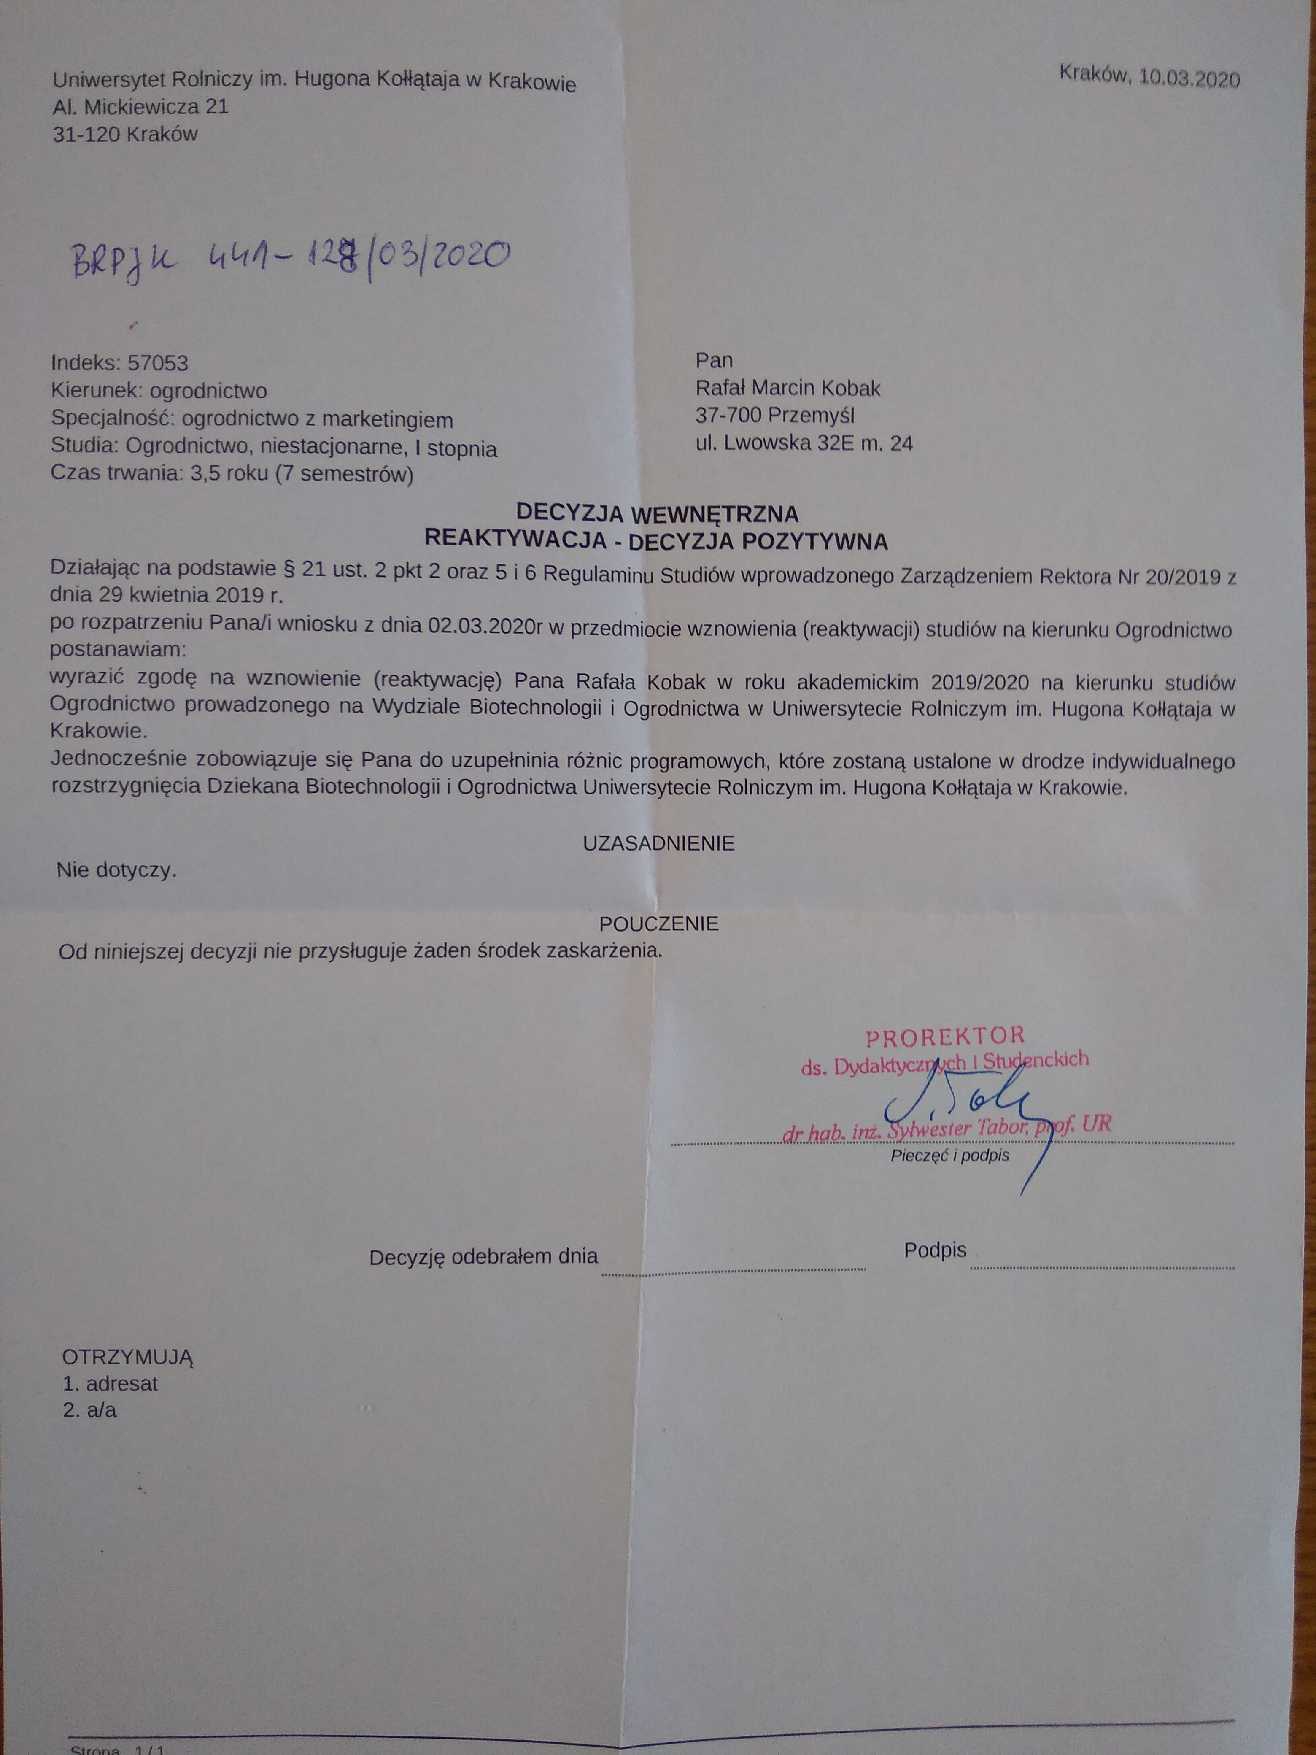 Uniwersytet Rolniczy im. Hugona Kołłątaja w Krakowie
Kraków, 10.03.2020
Al. Mickiewicza 21
31-120 Kraków
BRPJK 441-128/03/2020
Indeks: 57053
Kierunek: ogrodnictwo
Specjalność: ogrodnictwo z marketingiem
Studia: Ogrodnictwo, niestacjonarne, I stopnia
Czas trwania: 3,5 roku (7 semestrów)
Pan
Rafał Marcin Kobak
37-700 Przemyśl
ul. Lwowska 32E m. 24
DECYZJA WEWNĘTRZNA
REAKTYWACJA - DECYZJA POZYTYWNA
Działając na podstawie § 21 ust. 2 pkt 2 oraz 5 i 6 Regulaminu Studiów wprowadzonego Zarządzeniem Rektora Nr 20/2019 z
dnia 29 kwietnia 2019 r.
po rozpatrzeniu Pana/i wniosku z dnia 02.03.2020r w przedmiocie wznowienia (reaktywacji) studiów na kierunku Ogrodnictwo
postanawiam:
wyrazić zgodę na wznowienie (reaktywację) Pana Rafała Kobak w roku akademickim 2019/2020 na kierunku studiów
Ogrodnictwo prowadzonego na Wydziale Biotechnologii i Ogrodnictwa w Uniwersytecie Rolniczym im. Hugona Kołłątaja w
Krakowie.
Jednocześnie zobowiązuje się Pana do uzupełninia różnic programowych, które zostaną ustalone w drodze indywidualnego
rozstrzygnięcia Dziekana Biotechnologii i Ogrodnictwa Uniwersytecie Rolniczym im. Hugona Kołłątaja w Krakowie.
UZASADNIENIE
Nie dotyczy.
POUCZENIE
Od niniejszej decyzji nie przysługuje żaden środek zaskarżenia.
PROREKTOR
ds. Dydaktycznych i Studenckich
dr hab. inż. Sylwester Tabor, prof. UR
Pieczęć i podpis
Decyzję odebrałem dnia
Podpis
OTRZYMUJĄ
1. adresat
2. a/a
Strona 1 / 1